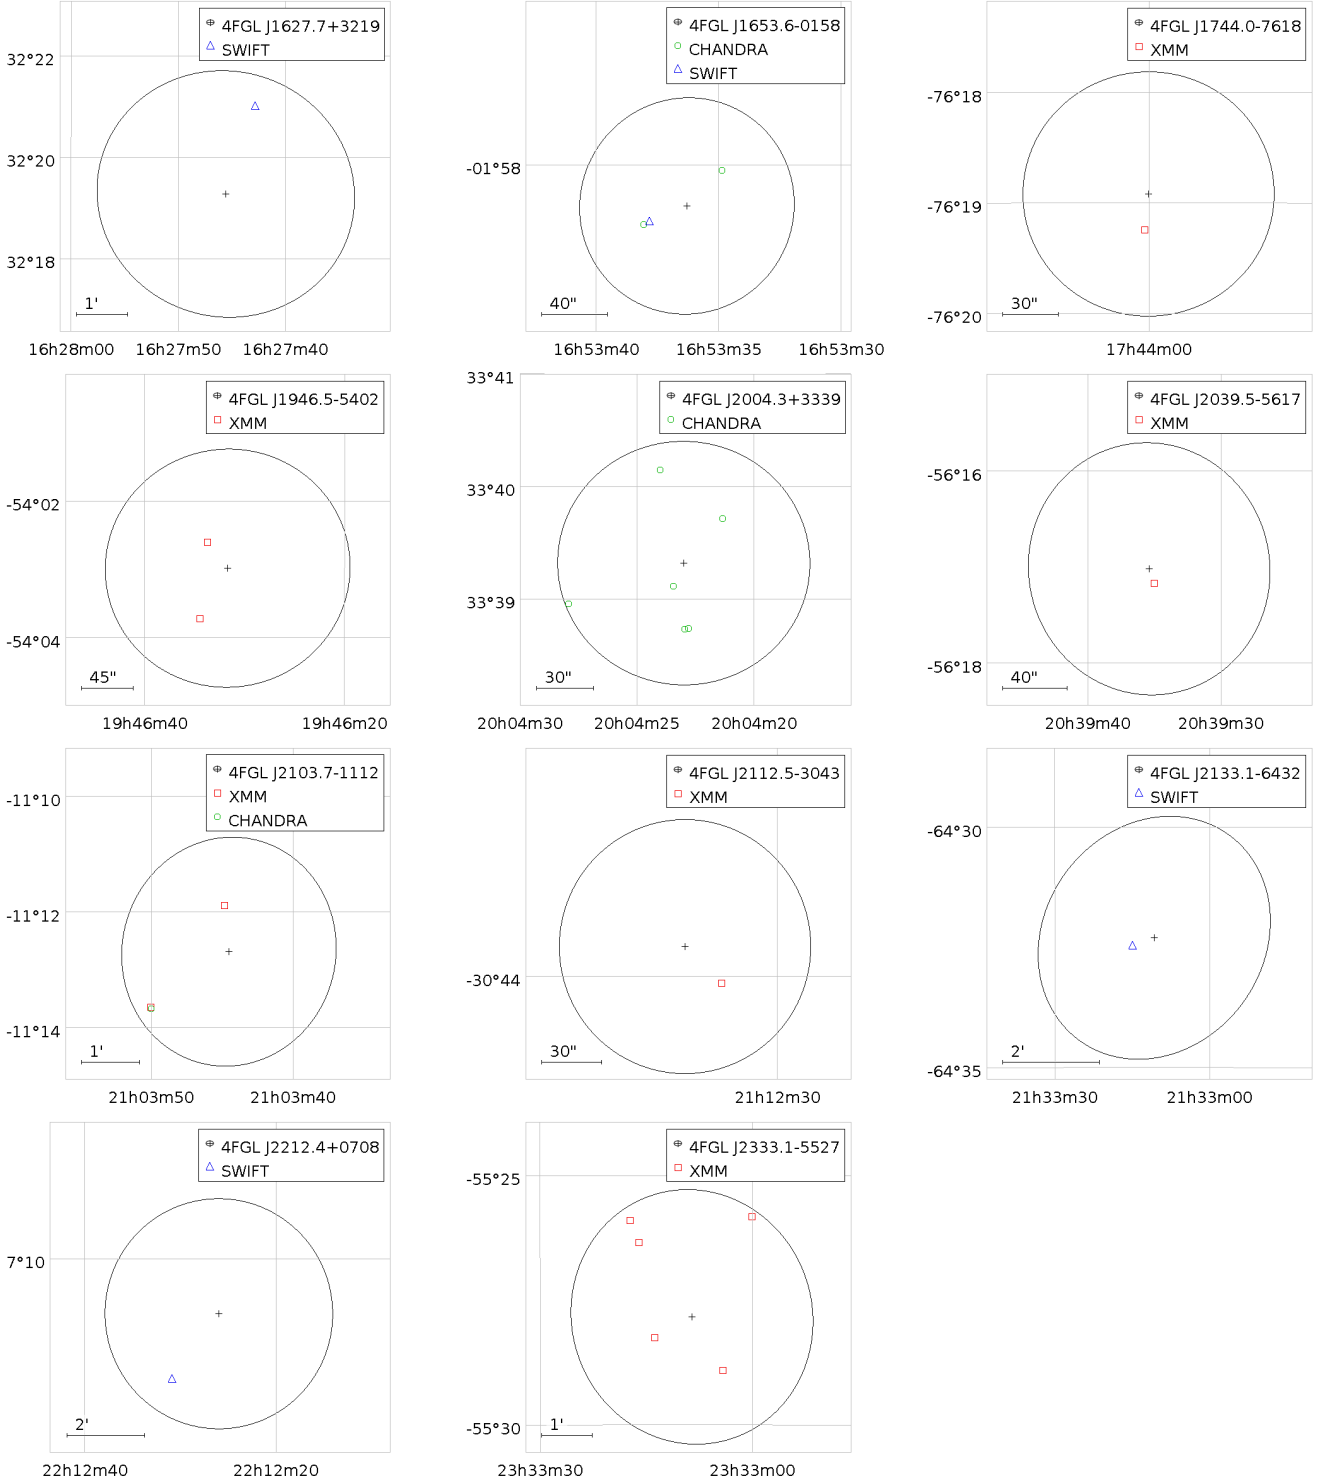 4FGL J1627.7+3219
SWIFT
32°22
32°20
32°18
1'
16h28m00 16h27m50 16h27m40
4FGL J1653.6-0158
CHANDRA
SWIFT
-01°58
40"
16h53m40 16h53m35 16h53m30
4FGL J1744.0-7618
XMM
-76°18
-76°19
-76°20
30"
17h44m00
4FGL J1946.5-5402
XMM
-54°02
-54°04
45"
19h46m40 19h46m20
33°41
4FGL J2004.3+3339
CHANDRA
33°40
33°39
30"
20h04m30 20h04m25 20h04m20
4FGL J2039.5-5617
XMM
-56°16
-56°18
40"
20h39m40 20h39m30
4FGL J2103.7-1112
XMM
CHANDRA
-11°10
-11°12
-11°14
1'
21h03m50 21h03m40
4FGL J2112.5-3043
XMM
-30°44
30"
21h12m30
4FGL J2133.1-6432
SWIFT
-64°30
2'
-64°35
21h33m30 21h33m00
4FGL J2212.4+0708
SWIFT
7°10
2'
22h12m40 22h12m20
4FGL J2333.1-5527
XMM
-55°25
-55°30
1'
23h33m30 23h33m00